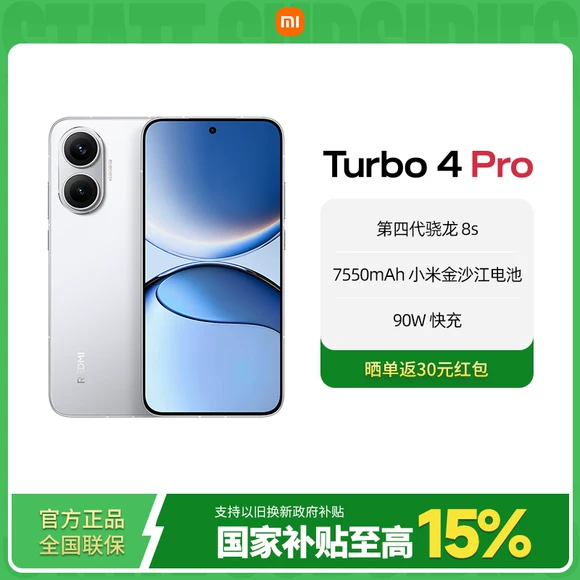 STATE SUBSIDIES
Turbo 4 Pro
第四代骁龙 8s
7550mAh 小米金沙江电池
90W 快充
晒单返30元红包
REDMI
官方正品
全国联保
支持以旧换新政府补贴
国家补贴至高15%